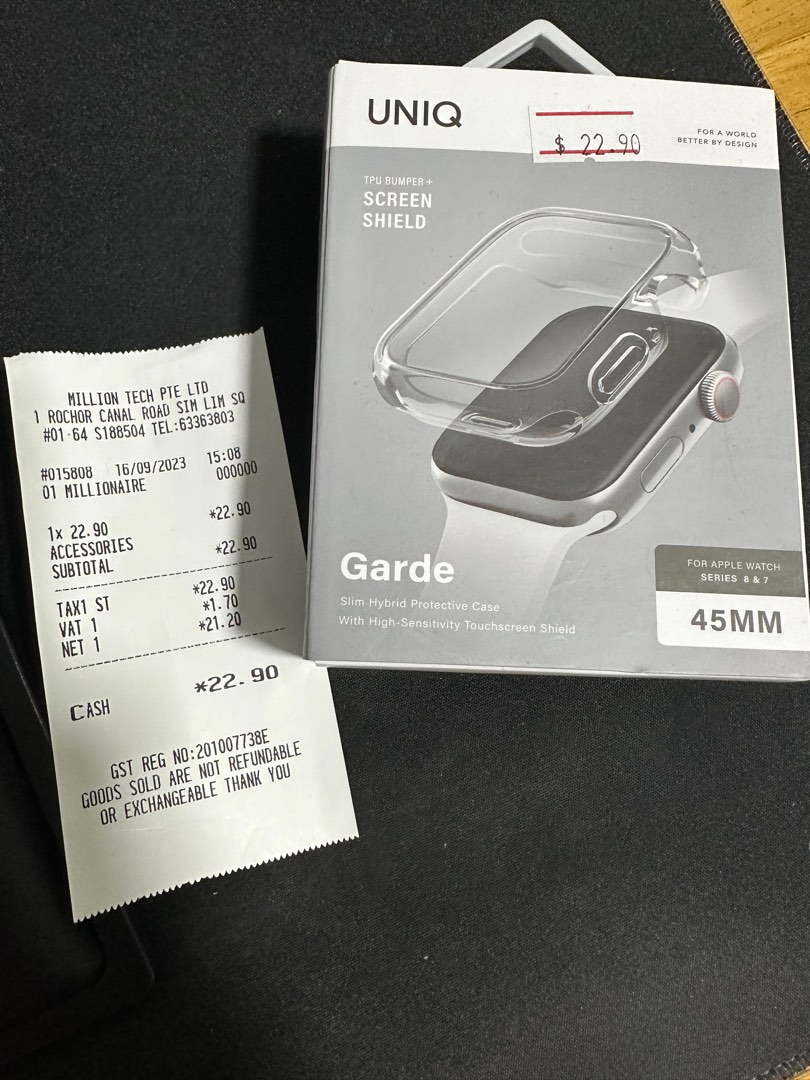 UNIQ
$ 22.90
FOR A WORLD
BETTER BY DESIGN
TPU BUMPER +
SCREEN
SHIELD
Garde
Slim Hybrid Protective Case
With High-Sensitivity Touchscreen Shield
FOR APPLE WATCH
SERIES 8 & 7
45MM
MILLION TECH PTE LTD
1 ROCHOR CANAL ROAD SIM LIM SQ
#01-64 S188504 TEL:63363803
#015808 16/09/2023 15:08
01 MILLIONAIRE 000000
1x 22.90 *22.90
ACCESSORIES
SUBTOTAL *22.90
TAX1 ST *22.90
VAT 1 *1.70
NET 1 *21.20
CASH *22.90
GST REG NO:201007738E
GOODS SOLD ARE NOT REFUNDABLE
OR EXCHANGEABLE THANK YOU